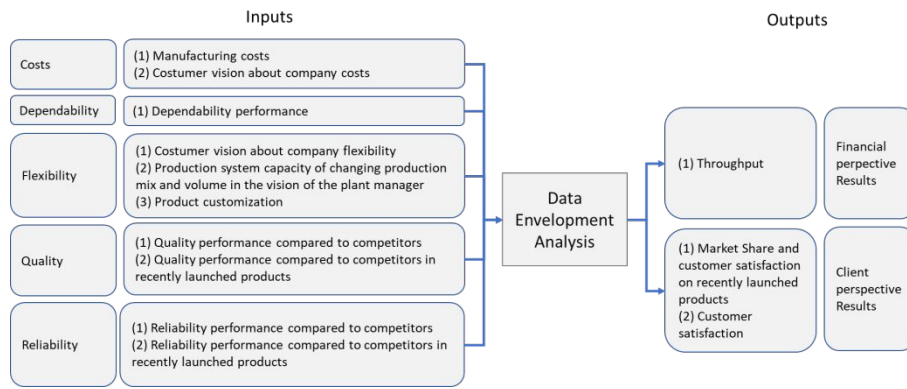 Inputs
Outputs
Costs
(1) Manufacturing costs
(2) Costumer vision about company costs
Dependability
(1) Dependability performance
Flexibility
(1) Costumer vision about company flexibility
(2) Production system capacity of changing production
mix and volume in the vision of the plant manager
(3) Product customization
Quality
(1) Quality performance compared to competitors
(2) Quality performance compared to competitors in
recently launched products
Reliability
(1) Reliability performance compared to competitors
(2) Reliability performance compared to competitors in
recently launched products
Data
Envelopment
Analysis
(1) Throughput
Financial
perpective
Results
(1) Market Share and
customer satisfaction
on recently launched
products
(2) Customer
satisfaction
Client
perspective
Results